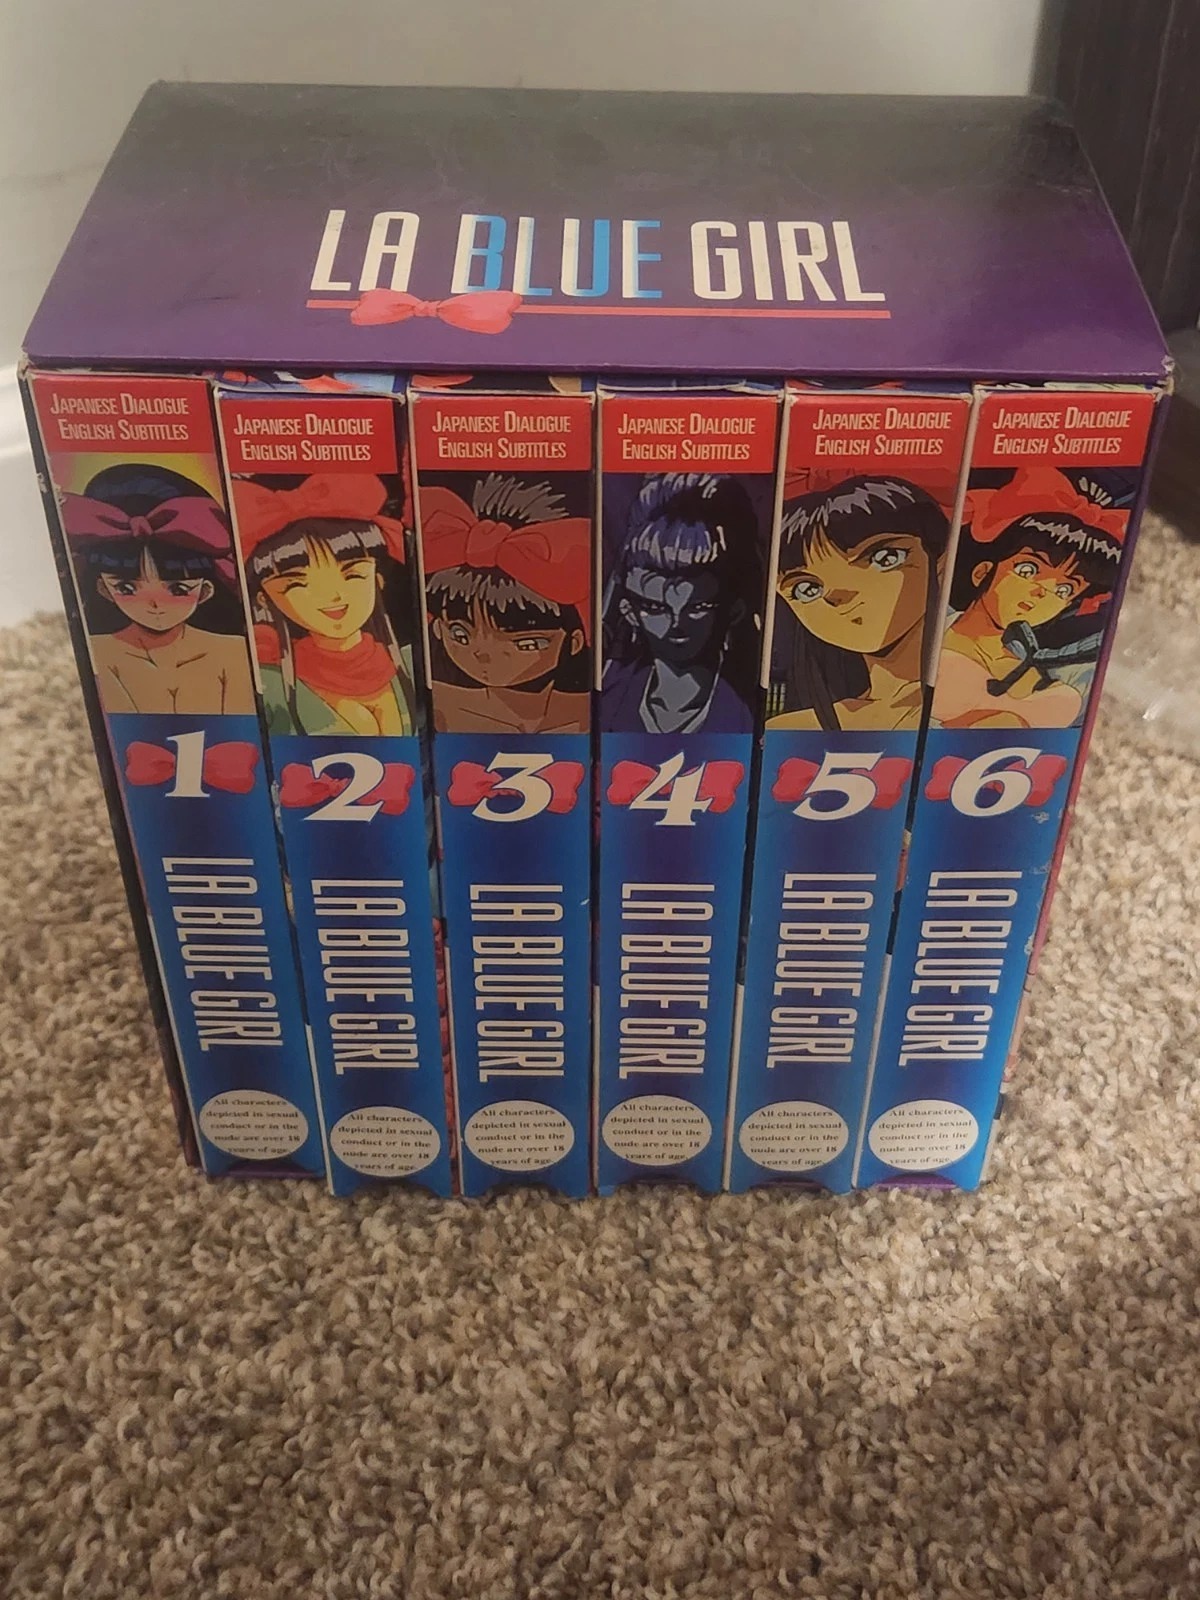 LA BLUE GIRL
JAPANESE DIALOGUE
ENGLISH SUBTITLES
1
LA BLUE GIRL
All characters
depicted in sexual
conduct or in the
nude are over 18
years of age.
JAPANESE DIALOGUE
ENGLISH SUBTITLES
2
LA BLUE GIRL
All characters
depicted in sexual
conduct or in the
nude are over 18
years of age.
JAPANESE DIALOGUE
ENGLISH SUBTITLES
3
LA BLUE GIRL
All characters
depicted in sexual
conduct or in the
nude are over 18
years of age.
JAPANESE DIALOGUE
ENGLISH SUBTITLES
4
LA BLUE GIRL
All characters
depicted in sexual
conduct or in the
nude are over 18
years of age.
JAPANESE DIALOGUE
ENGLISH SUBTITLES
5
LA BLUE GIRL
All characters
depicted in sexual
conduct or in the
nude are over 18
years of age.
JAPANESE DIALOGUE
ENGLISH SUBTITLES
6
LA BLUE GIRL
All characters
depicted in sexual
conduct or in the
nude are over 18
years of age.